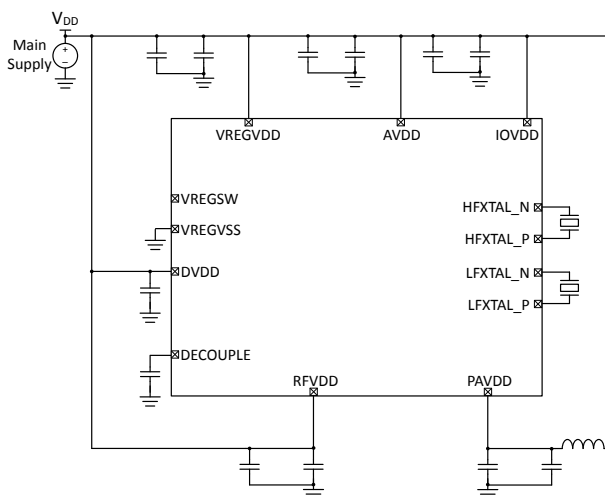 VDD
Main
Supply
+
–
VREGVDD
AVDD
IOVDD
VREGSW
HFXTAL_N
VREGVSS
HFXTAL_P
DVDD
LFXTAL_N
LFXTAL_P
DECOUPLE
RFVDD
PAVDD